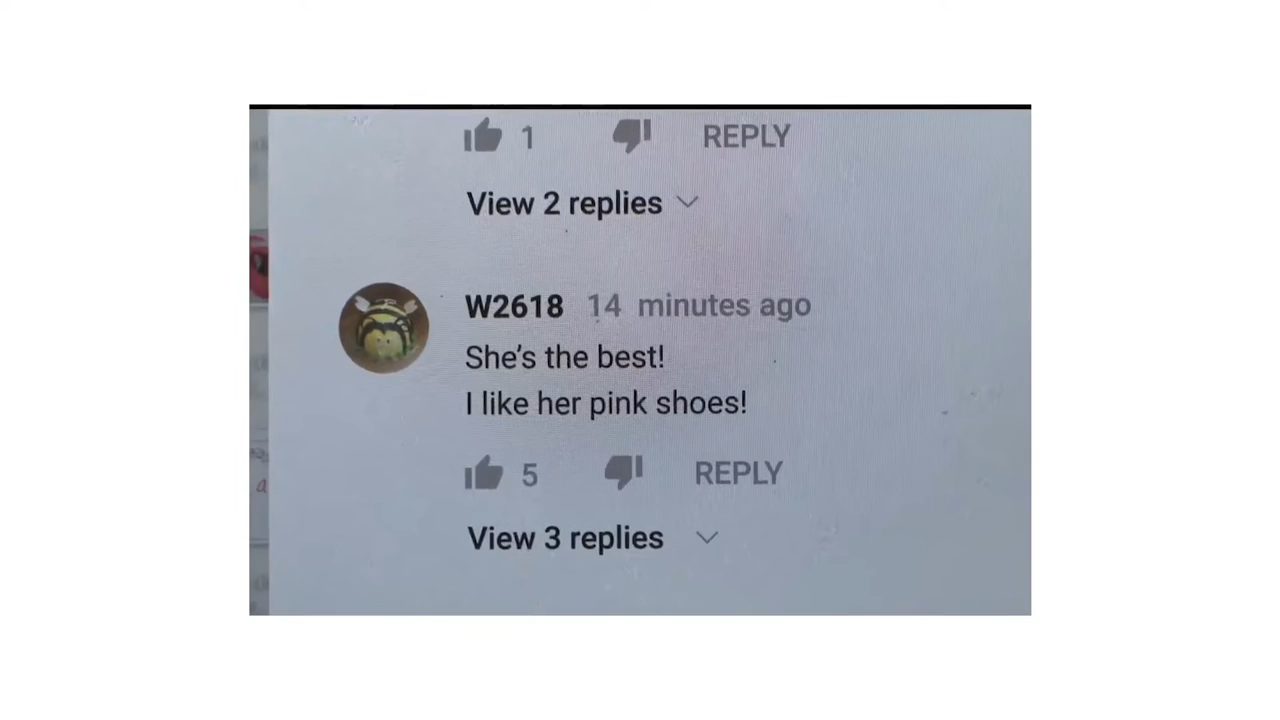 1 REPLY
View 2 replies
W2618 14 minutes ago
She's the best!
I like her pink shoes!
5 REPLY
View 3 replies
a